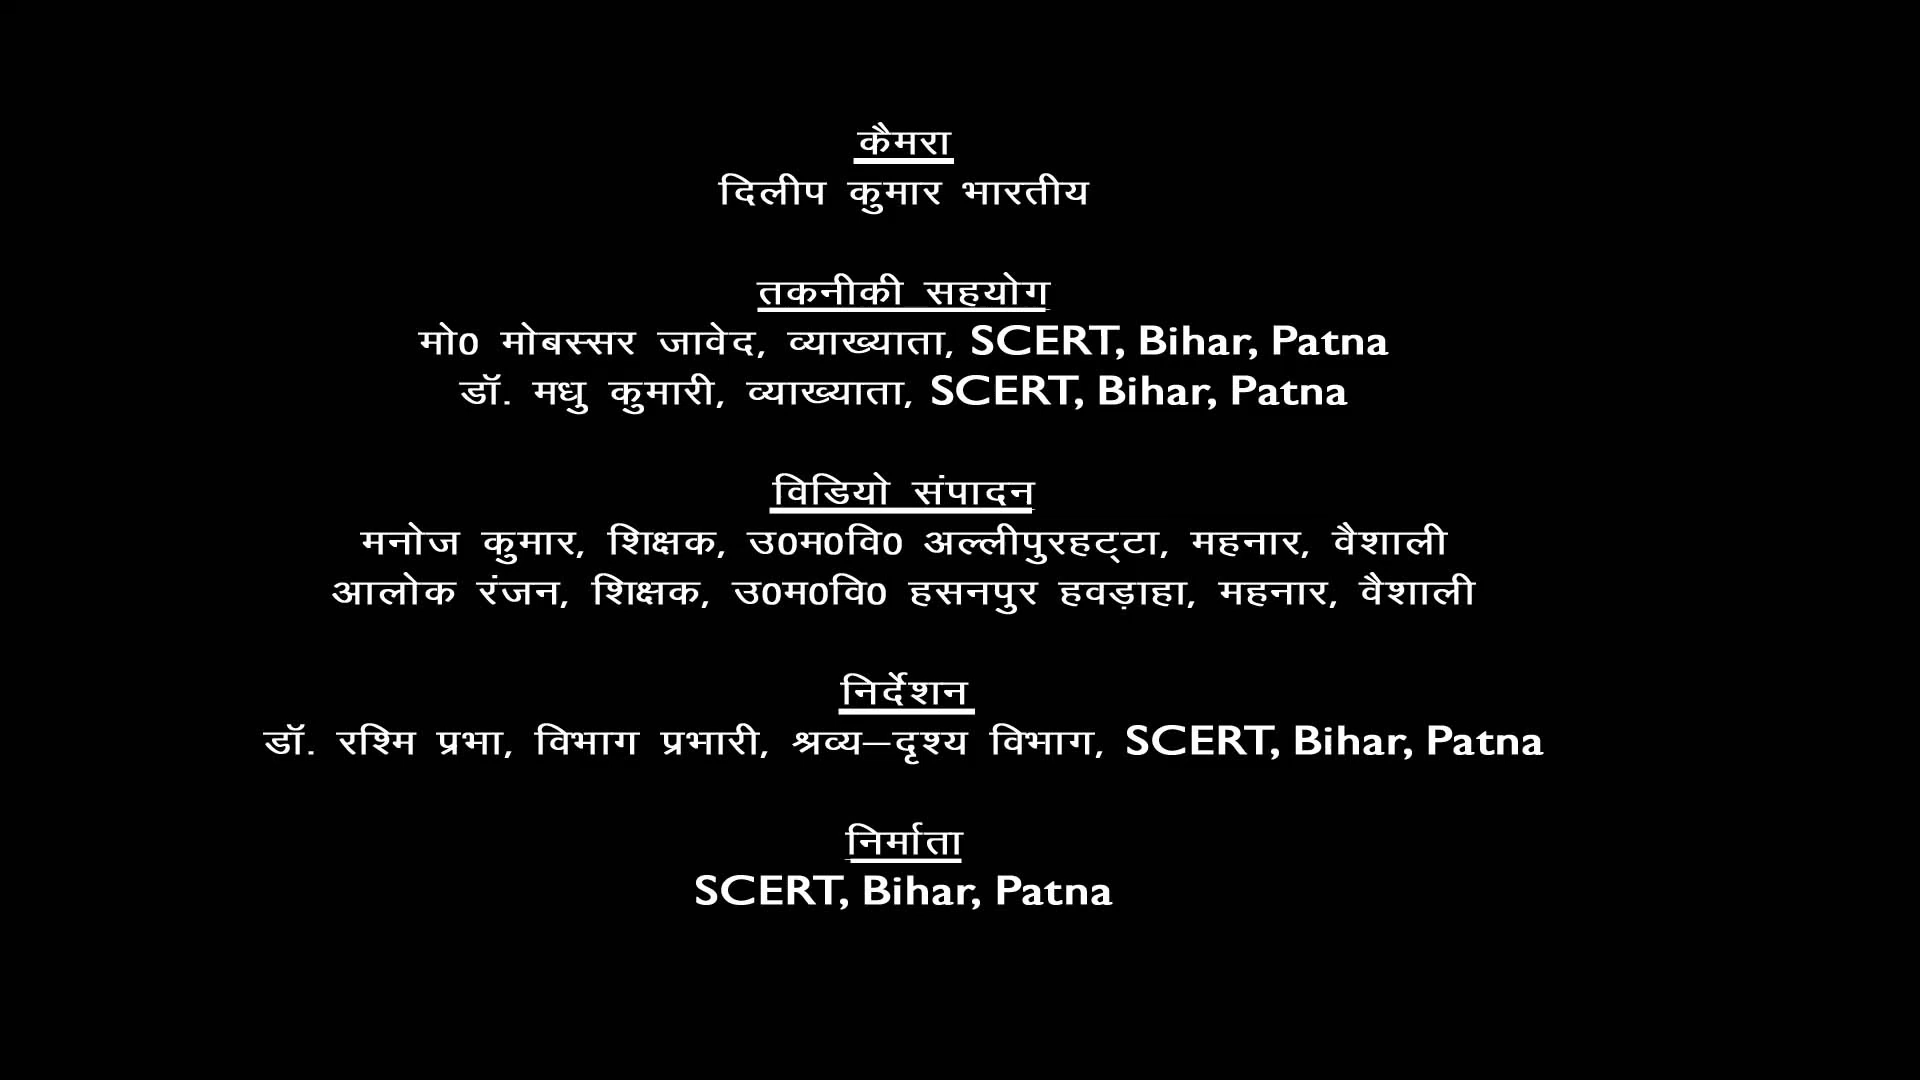 कैमरा
दिलीप कुमार भारतीय
तकनीकी सहयोग
मो0 मोबस्सर जावेद, व्याख्याता, SCERT, Bihar, Patna
डॉ. मधु कुमारी, व्याख्याता, SCERT, Bihar, Patna
विडियो संपादन
मनोज कुमार, शिक्षक, उ0म0वि0 अल्लीपुरहट्टा, महनार, वैशाली
आलोक रंजन, शिक्षक, उ0म0वि0 हसनपुर हवड़ाहा, महनार, वैशाली
निर्देशन
डॉ. रश्मि प्रभा, विभाग प्रभारी, श्रव्य–दृश्य विभाग, SCERT, Bihar, Patna
निर्माता
SCERT, Bihar, Patna